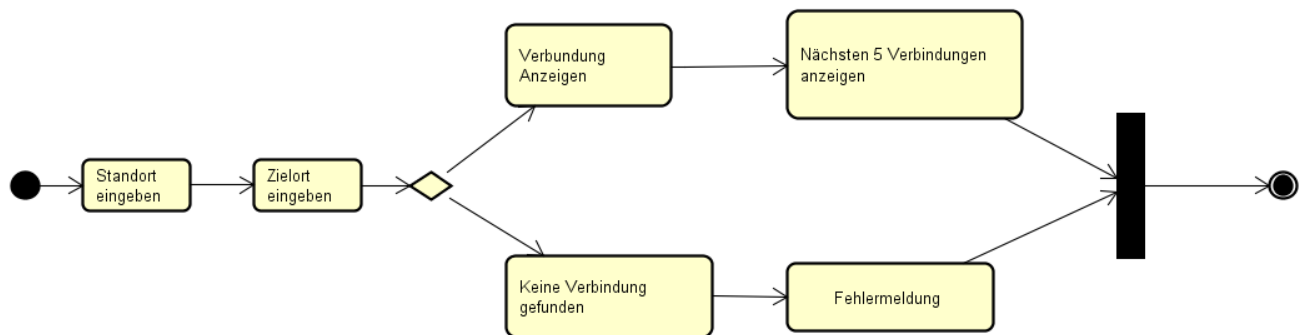 Standort
eingeben
Zielort
eingeben
Verbundung
Anzeigen
Nächsten 5 Verbindungen
anzeigen
Keine Verbindung
gefunden
Fehlermeldung